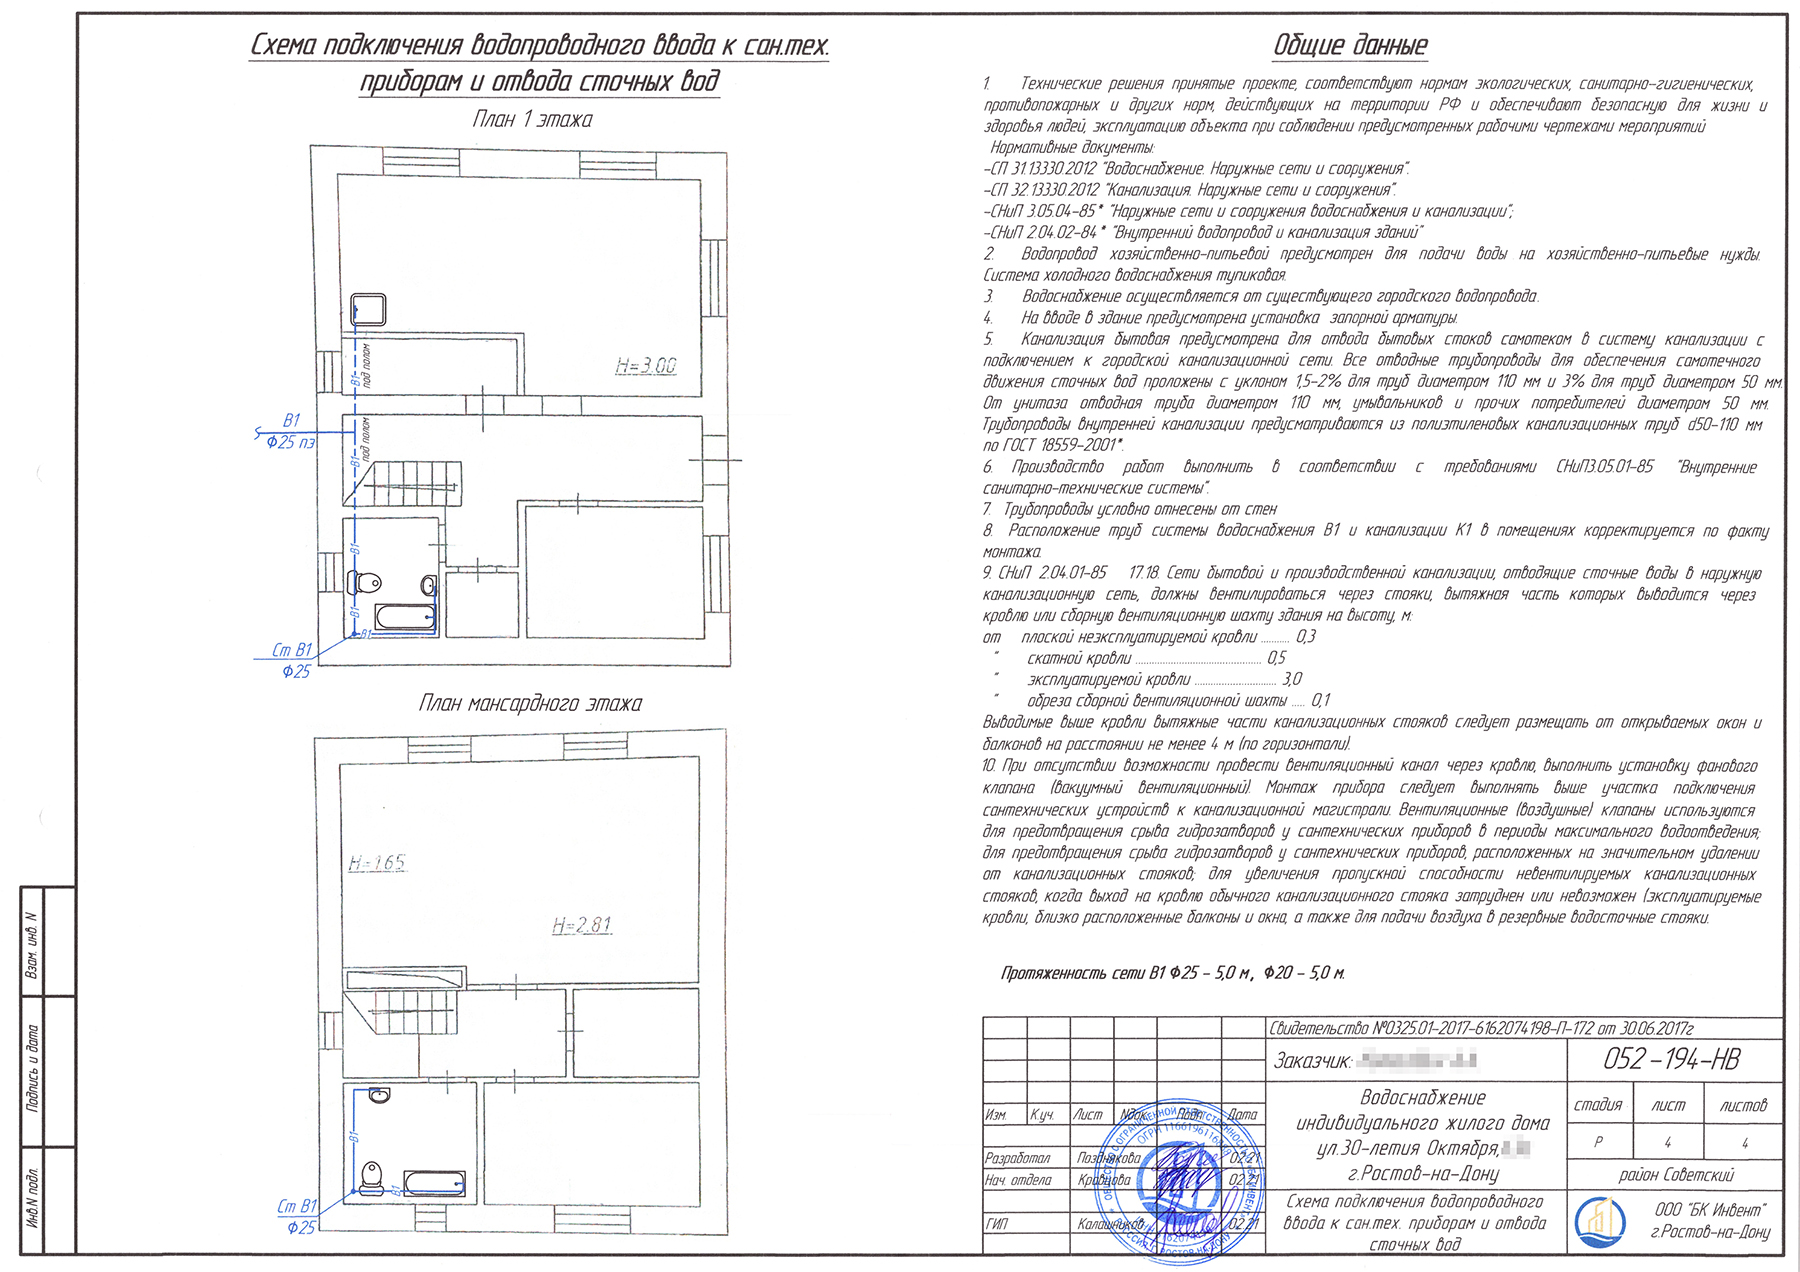 Схема подключения водопроводного ввода к сан.тех.
приборам и отвода сточных вод
План 1 этажа
Н=3.00
под полом
В1
В1
Ф25 пз
под полом
В1
В1
В1
В1
Ст В1
Ф25
План мансардного этажа
Н=1.65
Н=2.81
В1
В1
Ст В1
Ф25
Общие данные
1. Технические решения принятые проекте, соответствуют нормам экологических, санитарно-гигиенических,
противопожарных и других норм, действующих на территории РФ и обеспечивают безопасную для жизни и
здоровья людей, эксплуатацию объекта при соблюдении предусмотренных рабочими чертежами мероприятий
Нормативные документы:
-СП 31.13330.2012 "Водоснабжение. Наружные сети и сооружения".
-СП 32.13330.2012 "Канализация. Наружные сети и сооружения".
-СНиП 3.05.04-85* "Наружные сети и сооружения водоснабжения и канализации";
-СНиП 2.04.02-84* "Внутренний водопровод и канализация зданий"
2. Водопровод хозяйственно-питьевой предусмотрен для подачи воды на хозяйственно-питьевые нужды.
Система холодного водоснабжения тупиковая.
3. Водоснабжение осуществляется от существующего городского водопровода.
4. На вводе в здание предусмотрена установка запорной арматуры.
5. Канализация бытовая предусмотрена для отвода бытовых стоков самотеком в систему канализации с
подключением к городской канализационной сети. Все отводные трубопроводы для обеспечения самотечного
движения сточных вод проложены с уклоном 1,5-2% для труб диаметром 110 мм и 3% для труб диаметром 50 мм.
От унитаза отводная труба диаметром 110 мм, умывальников и прочих потребителей диаметром 50 мм.
Трубопроводы внутренней канализации предусматриваются из полиэтиленовых канализационных труб d50-110 мм
по ГОСТ 18559-2001*.
6. Производство работ выполнить в соответствии с требованиями СНиП3.05.01-85 "Внутренние
санитарно-технические системы".
7. Трубопроводы условно отнесены от стен
8. Расположение труб системы водоснабжения В1 и канализации К1 в помещениях корректируется по факту
монтажа.
9. СНиП 2.04.01-85 17.18. Сети бытовой и производственной канализации, отводящие сточные воды в наружную
канализационную сеть, должны вентилироваться через стояки, вытяжная часть которых выводится через
кровлю или сборную вентиляционную шахту здания на высоту, м:
от плоской неэксплуатируемой кровли ........... 0,3
" скатной кровли ............................................... 0,5
" эксплуатируемой кровли .............................. 3,0
" обреза сборной вентиляционной шахты ..... 0,1
Выводимые выше кровли вытяжные части канализационных стояков следует размещать от открываемых окон и
балконов на расстоянии не менее 4 м (по горизонтали).
10. При отсутствии возможности провести вентиляционный канал через кровлю, выполнить установку фанового
клапана (вакуумный вентиляционный). Монтаж прибора следует выполнять выше участка подключения
сантехнических устройств к канализационной магистрали. Вентиляционные (воздушные) клапаны используются
для предотвращения срыва гидрозатворов у сантехнических приборов в периоды максимального водоотведения;
для предотвращения срыва гидрозатворов у сантехнических приборов, расположенных на значительном удалении
от канализационных стояков; для увеличения пропускной способности невентилируемых канализационных
стояков, когда выход на кровлю обычного канализационного стояка затруднен или невозможен (эксплуатируемые
кровли, близко расположенные балконы и окна, а также для подачи воздуха в резервные водосточные стояки.
Протяженность сети В1 Ф25 - 5,0 м, Ф20 - 5,0 м.
Свидетельство №0325.01-2017-6162074198-П-172 от 30.06.2017г
Заказчик:
052-194-НВ
Водоснабжение
индивидуального жилого дома
ул.30-летия Октября,
г.Ростов-на-Дону
стадия лист листов
Р 4 4
район Советский
Изм. К.уч. Лист Nдок. Подп. Дата
Разработал Позднякова 02.21
Нач. отдела Кравцова 02.21
ГИП Калашников 02.21
Схема подключения водопроводного
ввода к сан.тех. приборам и отвода
сточных вод
ООО "БК Инвент"
г.Ростов-на-Дону
Взам. инв. N
Подпись и дата
Инв.N подл.